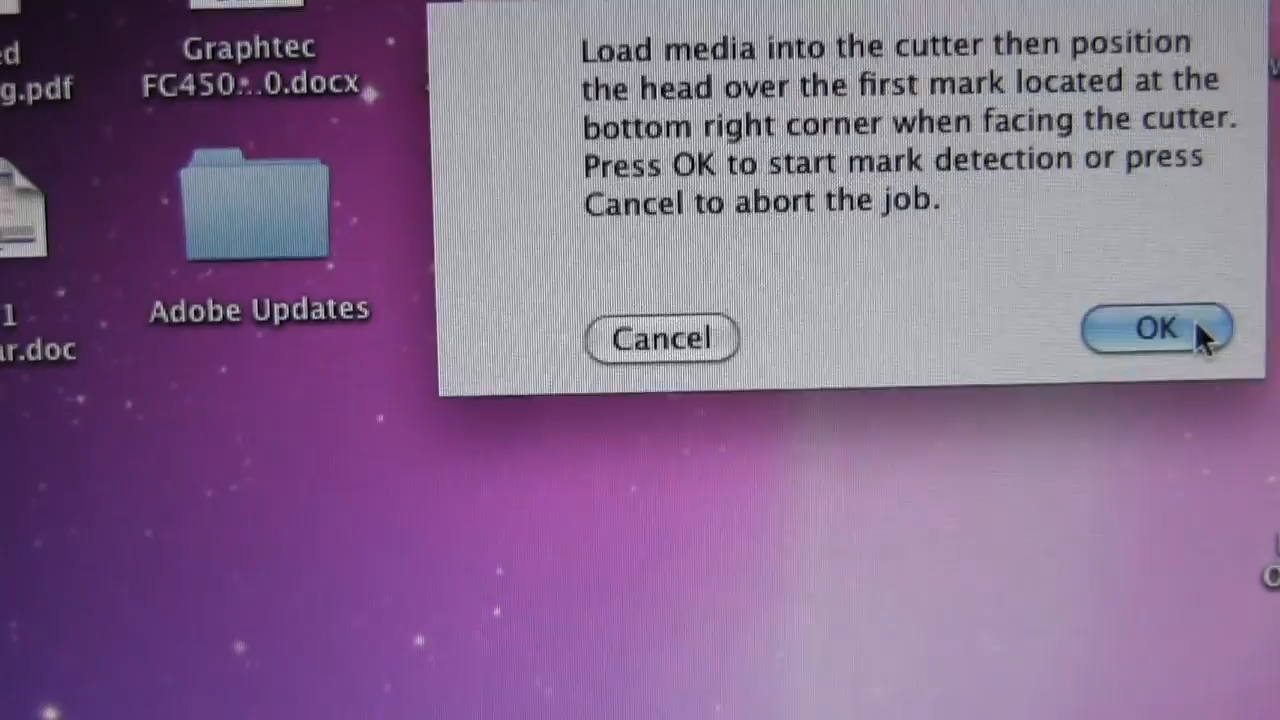 ed
g.pdf
Graphtec
FC450:..0.docx
Load media into the cutter then position
the head over the first mark located at the
bottom right corner when facing the cutter.
Press OK to start mark detection or press
Cancel to abort the job.
Cancel
OK
Adobe Updates
1
ar.doc